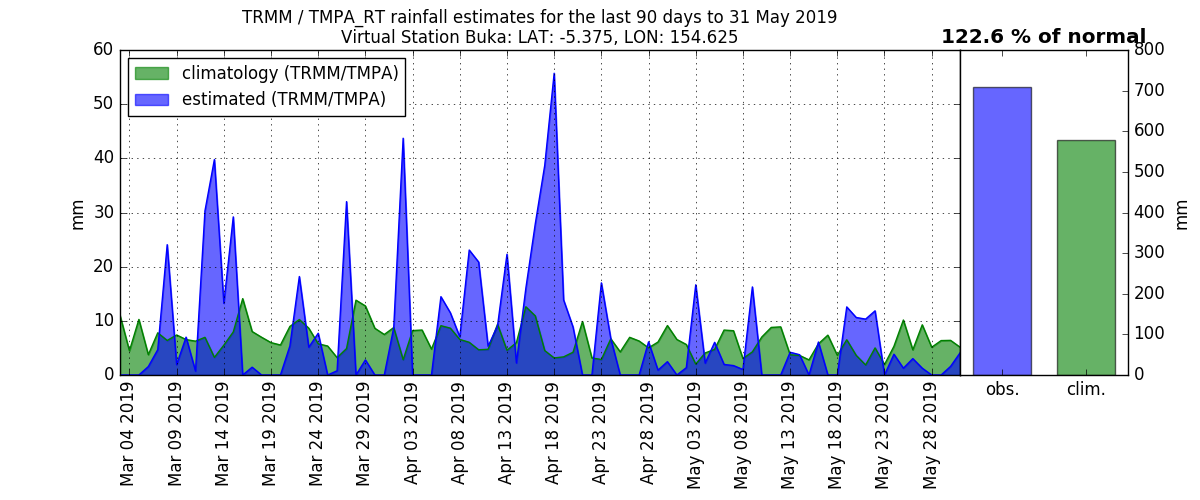 TRMM / TMPA_RT rainfall estimates for the last 90 days to 31 May 2019
Virtual Station Buka: LAT: -5.375, LON: 154.625
122.6 % of normal
climatology (TRMM/TMPA)
estimated (TRMM/TMPA)
mm
60
50
40
30
20
10
0
Mar 04 2019
Mar 09 2019
Mar 14 2019
Mar 19 2019
Mar 24 2019
Mar 29 2019
Apr 03 2019
Apr 08 2019
Apr 13 2019
Apr 18 2019
Apr 23 2019
Apr 28 2019
May 03 2019
May 08 2019
May 13 2019
May 18 2019
May 23 2019
May 28 2019
obs.
clim.
800
700
600
500
400
300
200
100
0
mm